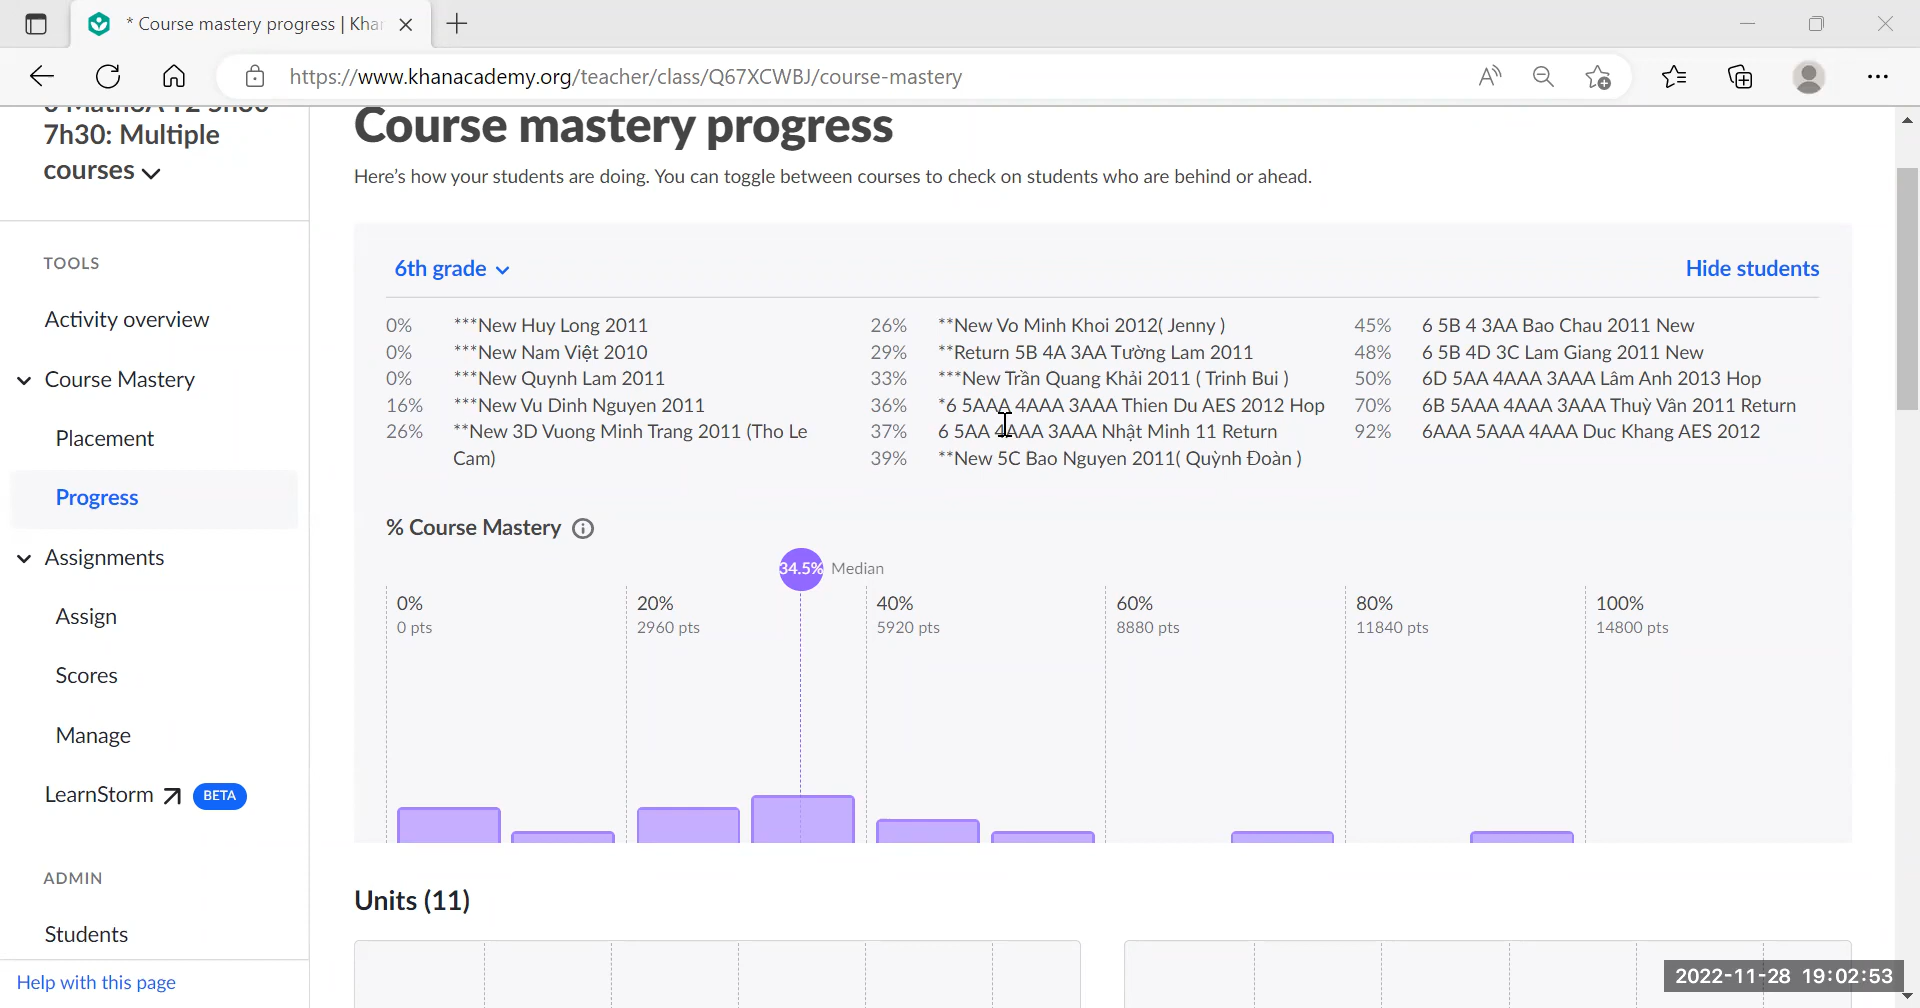 * Course mastery progress | Kha
https://www.khanacademy.org/teacher/class/Q67XCWBJ/course-mastery
7h30: Multiple
courses
TOOLS
Activity overview
Course Mastery
Placement
Progress
Assignments
Assign
Scores
Manage
LearnStorm BETA
ADMIN
Students
Help with this page
Course mastery progress
Here's how your students are doing. You can toggle between courses to check on students who are behind or ahead.
6th grade
Hide students
0% ***New Huy Long 2011
0% ***New Nam Việt 2010
0% ***New Quynh Lam 2011
16% ***New Vu Dinh Nguyen 2011
26% **New 3D Vuong Minh Trang 2011 (Tho Le
Cam)
26% **New Vo Minh Khoi 2012( Jenny )
29% **Return 5B 4A 3AA Tường Lam 2011
33% ***New Trần Quang Khải 2011 ( Trinh Bui )
36% *6 5AAA 4AAA 3AAA Thien Du AES 2012 Hop
37% 6 5AA 4AAA 3AAA Nhật Minh 11 Return
39% **New 5C Bao Nguyen 2011( Quỳnh Đoàn )
45% 6 5B 4 3AA Bao Chau 2011 New
48% 6 5B 4D 3C Lam Giang 2011 New
50% 6D 5AA 4AAA 3AAA Lâm Anh 2013 Hop
70% 6B 5AAA 4AAA 3AAA Thuỳ Vân 2011 Return
92% 6AAA 5AAA 4AAA Duc Khang AES 2012
% Course Mastery
34.5% Median
0% 20% 40% 60% 80% 100%
0 pts 2960 pts 5920 pts 8880 pts 11840 pts 14800 pts
Units (11)
2022-11-28 19:02:53